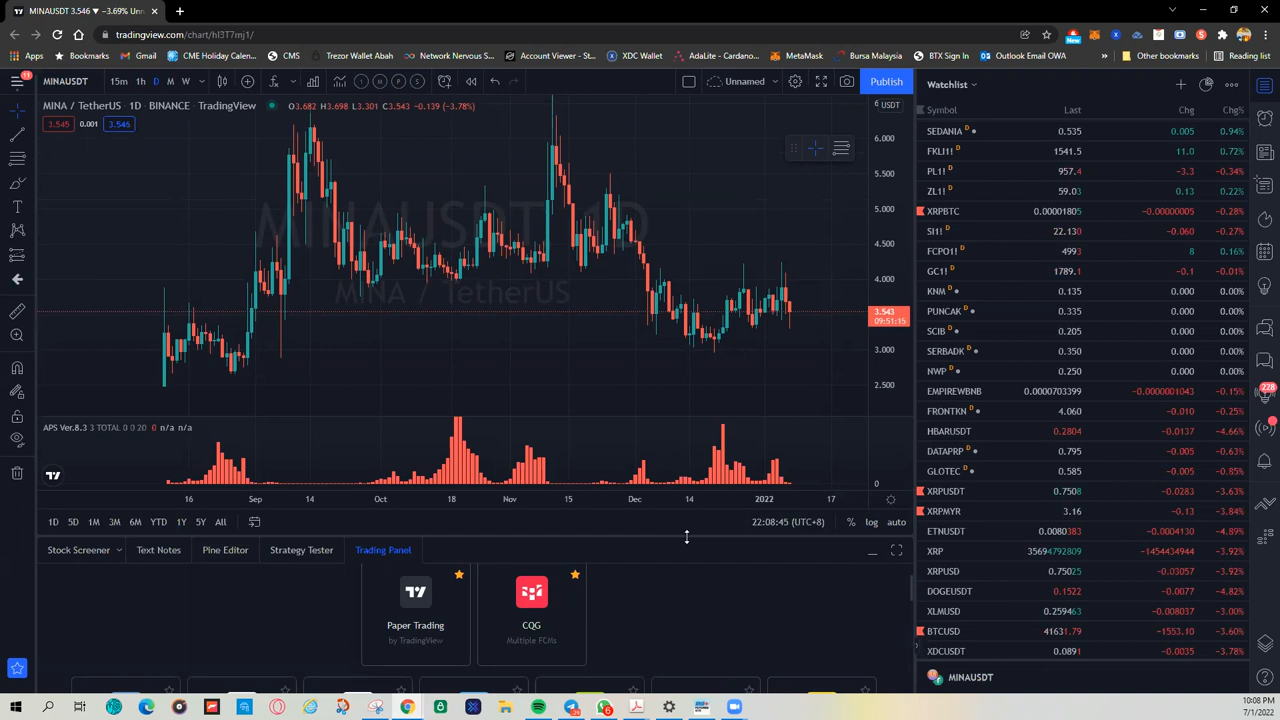 MINAUSDT 3.546 ▼ −3.69% Unn
tradingview.com/chart/hl3T7mj1/
Apps Bookmarks Gmail CME Holiday Calen... CMS Trezor Wallet Abath Network Nervous S... Account Viewer - St... XDC Wallet AdaLite - Cardano... MetaMask Bursa Malaysia BTX Sign In Outlook Email OWA Other bookmarks Reading list
New
11 MINAUSDT 15m 1h D M W Unnamed Publish
MINA / TetherUS · 1D · BINANCE · TradingView O3.682 H3.698 L3.301 C3.543 −0.139 (−3.78%)
3.545 0.001 3.546
USDT
6.000
5.500
5.000
4.500
4.000
3.543
09:51:15
3.000
2.500
MINAUSDT, 1D
MINA / TetherUS
APS Ver.8.3 3 TOTAL 0 0 20 0 n/a n/a
0
16 Sep 14 Oct 18 Nov 15 Dec 14 2022 17
1D 5D 1M 3M 6M YTD 1Y 5Y All 22:08:45 (UTC+8) % log auto
Stock Screener Text Notes Pine Editor Strategy Tester Trading Panel
Paper Trading
by TradingView
CQG
Multiple FCMs
Watchlist
Symbol Last Chg Chg%
SEDANIA D 0.535 0.005 0.94%
FKLI1! D 1541.5 11.0 0.72%
PL1! D 957.4 −3.3 −0.34%
ZL1! D 59.03 0.13 0.22%
XRPBTC 0.00001805 −0.00000005 −0.28%
SI1! D 22.130 −0.060 −0.27%
FCPO1! D 4993 8 0.16%
GC1! D 1789.1 −0.1 −0.01%
KNM D 0.135 0.000 0.00%
PUNCAK D 0.335 0.000 0.00%
SCIB D 0.205 0.000 0.00%
SERBADK D 0.350 0.000 0.00%
NWP D 0.250 0.000 0.00%
EMPIREWBNB 0.0000703399 −0.0000001043 −0.15%
FRONTKN D 4.060 −0.010 −0.25%
HBARUSDT 0.2804 −0.0137 −4.66%
DATAPRP D 0.795 −0.005 −0.63%
GLOTEC D 0.585 −0.005 −0.85%
XRPUSDT 0.7508 −0.0283 −3.63%
XRPMYR 3.16 −0.13 −3.84%
ETNUSDT 0.0080383 −0.0004130 −4.89%
XRP 35694792809 −1454434944 −3.92%
XRPUSD 0.75025 −0.03057 −3.92%
DOGEUSDT 0.1522 −0.0077 −4.82%
XLMUSD 0.259463 −0.008037 −3.00%
BTCUSD 41631.79 −1553.10 −3.60%
XDCUSDT 0.0891 −0.0035 −3.78%
MINAUSDT
228
10:08 PM
7/1/2022